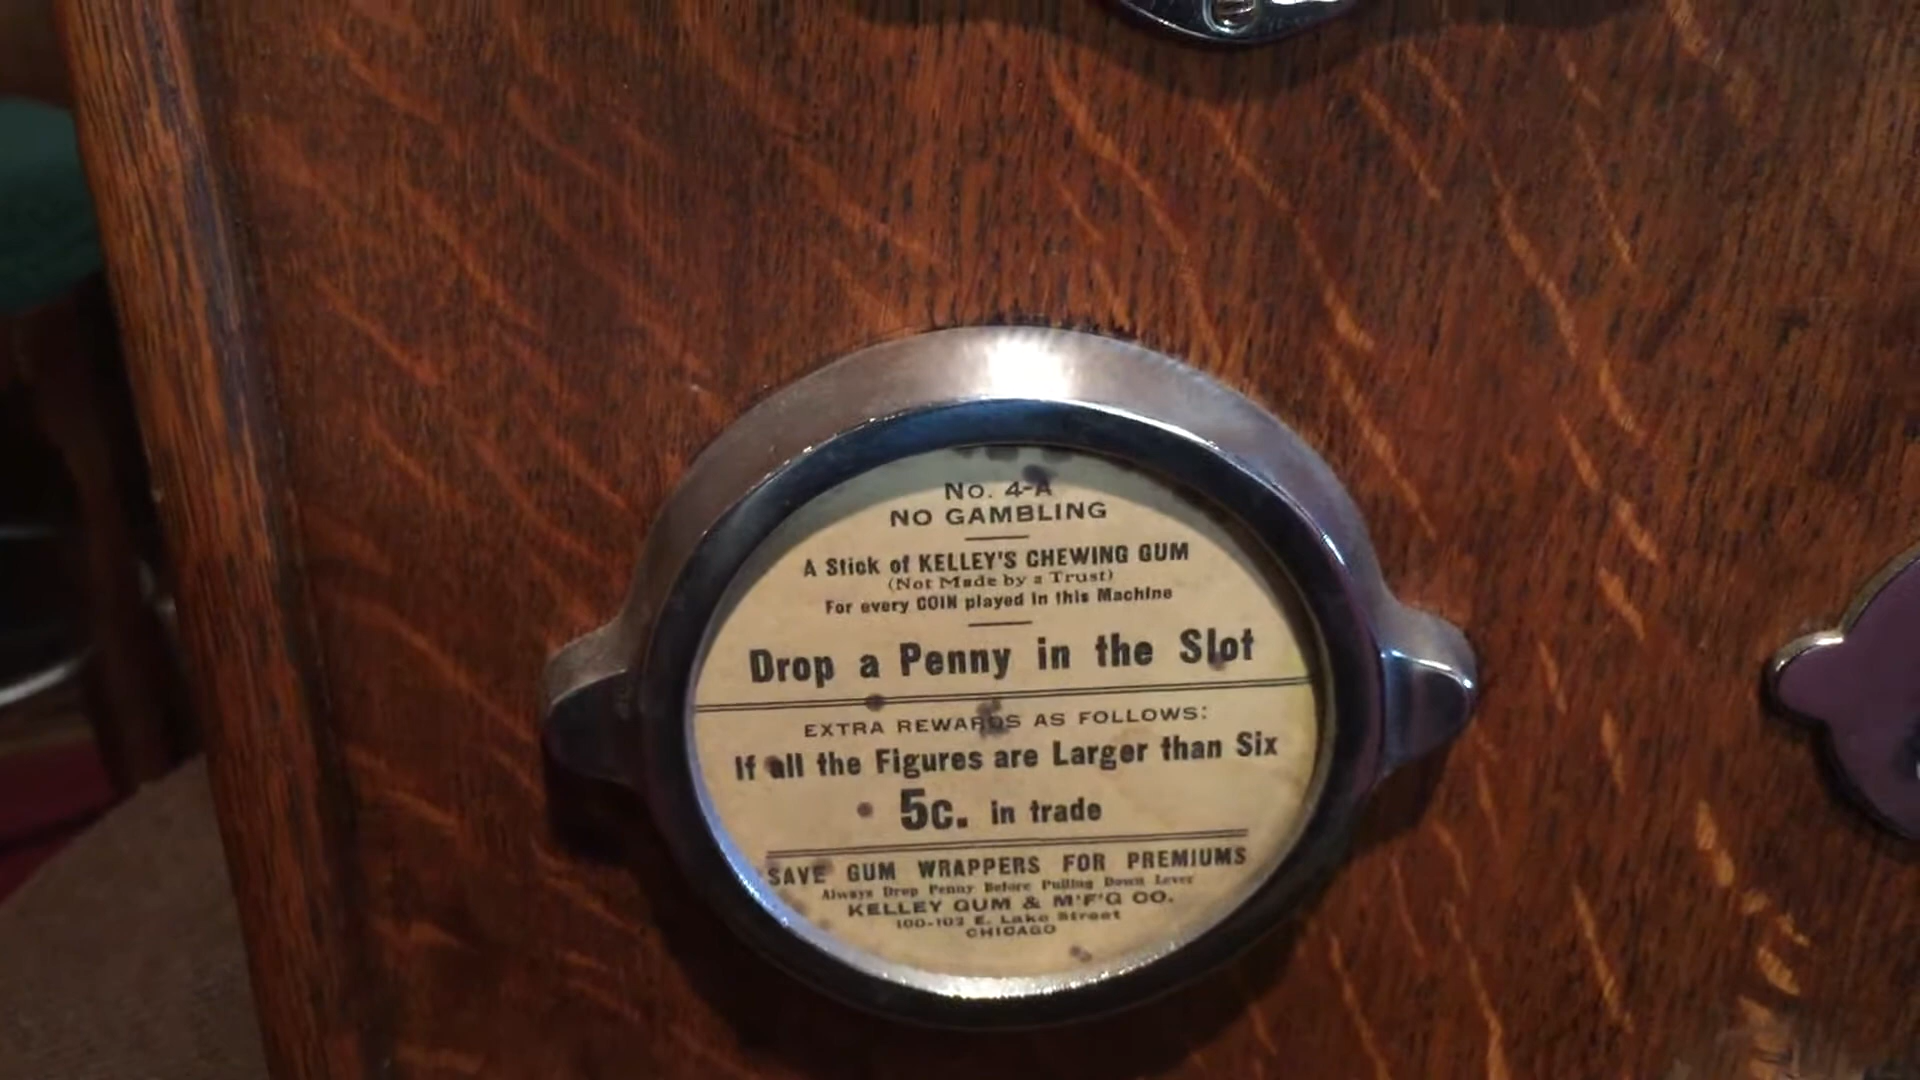 No. 4-A
NO GAMBLING
A Stick of KELLEY'S CHEWING GUM
(Not Made by a Trust)
For every COIN played in this Machine
Drop a Penny in the Slot
EXTRA REWARDS AS FOLLOWS:
If all the Figures are Larger than Six
5c. in trade
SAVE GUM WRAPPERS FOR PREMIUMS
Always Drop Penny Before Pulling Down Lever
KELLEY GUM & M'F'G CO.
100-102 E. Lake Street
CHICAGO